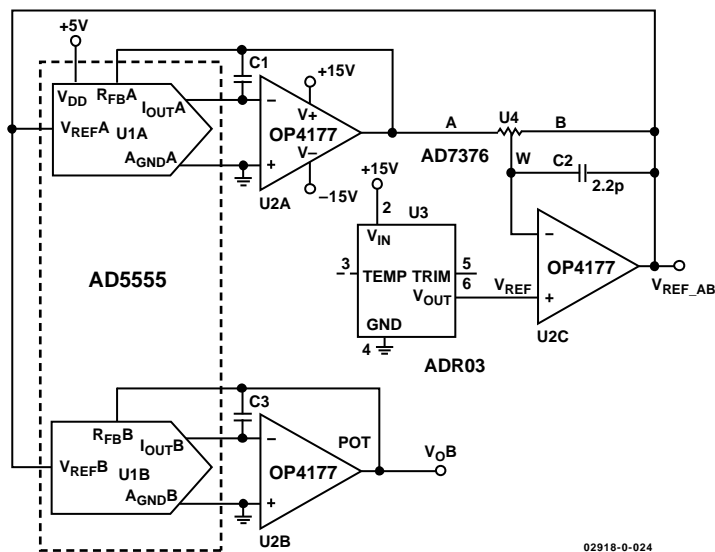 +5V
VDD
RFBA
IOUTA
VREFA
U1A
AGNDA
C1
+15V
V+
OP4177
V–
–15V
U2A
A
U4
B
AD7376
W
C2
2.2p
+15V
2
U3
VIN
3
TEMP TRIM
5
VOUT
6
VREF
GND
4
ADR03
OP4177
U2C
VREF_AB
AD5555
C3
RFBB
IOUTB
VREFB
U1B
AGNDB
OP4177
POT
VOB
U2B
02918-0-024